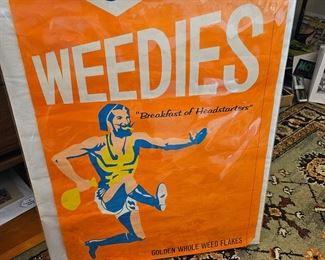 WEEDIES
"Breakfast of Headstarters"
GOLDEN WHOLE WEED FLAKES